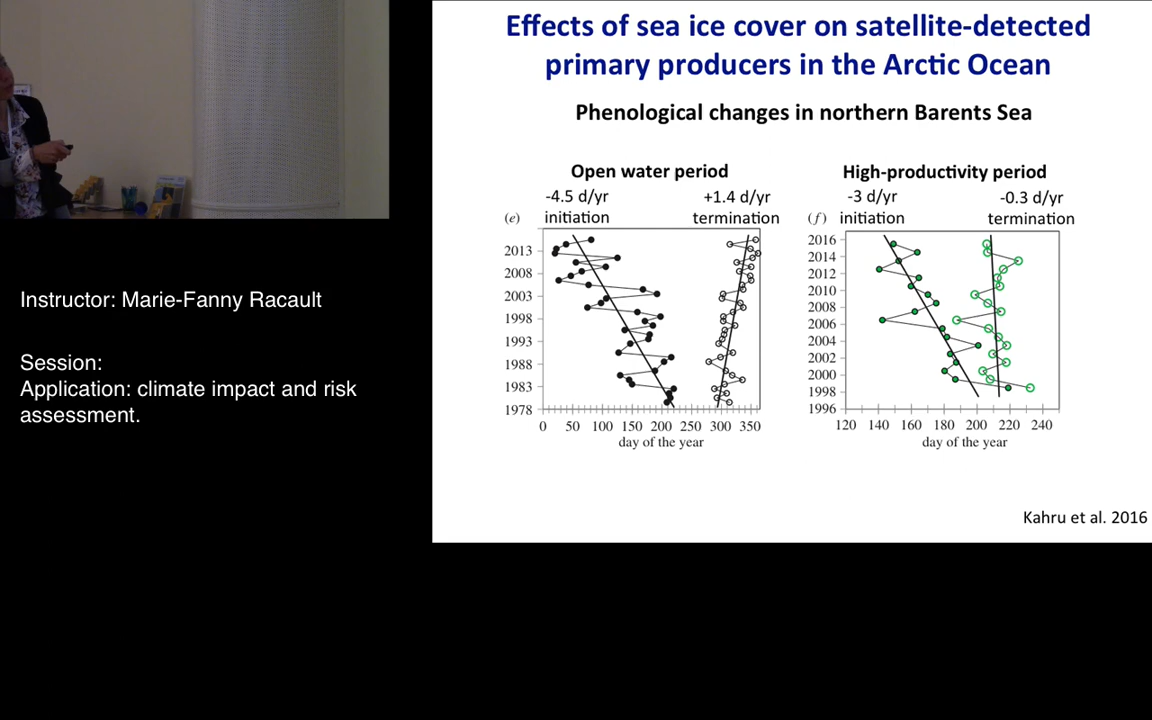 Effects of sea ice cover on satellite-detected
primary producers in the Arctic Ocean
Phenological changes in northern Barents Sea
Open water period
-4.5 d/yr
initiation
+1.4 d/yr
termination
(e)
2013
2008
2003
1998
1993
1988
1983
1978
0 50 100 150 200 250 300 350
day of the year
High-productivity period
-3 d/yr
initiation
-0.3 d/yr
termination
(f)
2016
2014
2012
2010
2008
2006
2004
2002
2000
1998
1996
120 140 160 180 200 220 240
day of the year
Kahru et al. 2016
Instructor: Marie-Fanny Racault
Session:
Application: climate impact and risk
assessment.